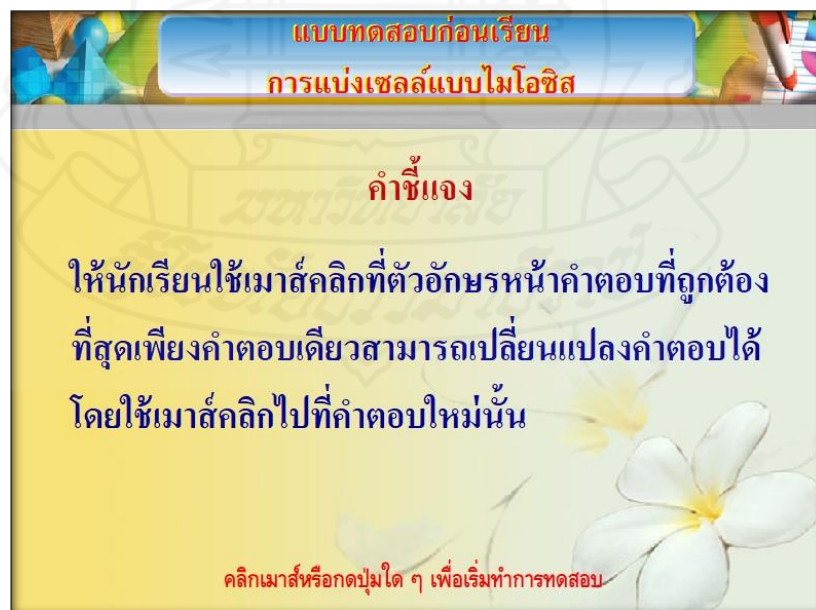 แบบทดสอบก่อนเรียน
การแบ่งเซลล์แบบไมโอซิส
คำชี้แจง
มหาวิทยาลัย
ให้นักเรียนใช้เมาส์คลิกที่ตัวอักษรหน้าคำตอบที่ถูกต้อง
ที่สุดเพียงคำตอบเดียวสามารถเปลี่ยนแปลงคำตอบได้
โดยใช้เมาส์คลิกไปที่คำตอบใหม่นั้น
คลิกเมาส์หรือกดปุ่มใด ๆ เพื่อเริ่มทำการทดสอบ